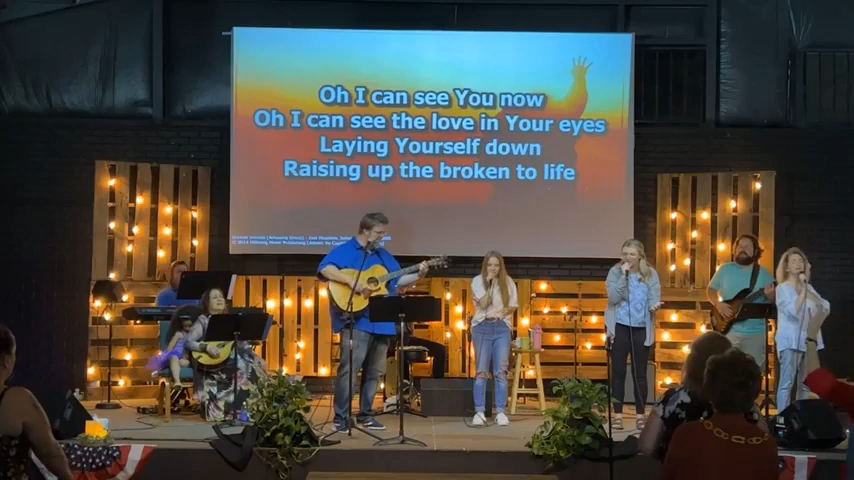 Oh I can see You now
Oh I can see the love in Your eyes
Laying Yourself down
Raising up the broken to life